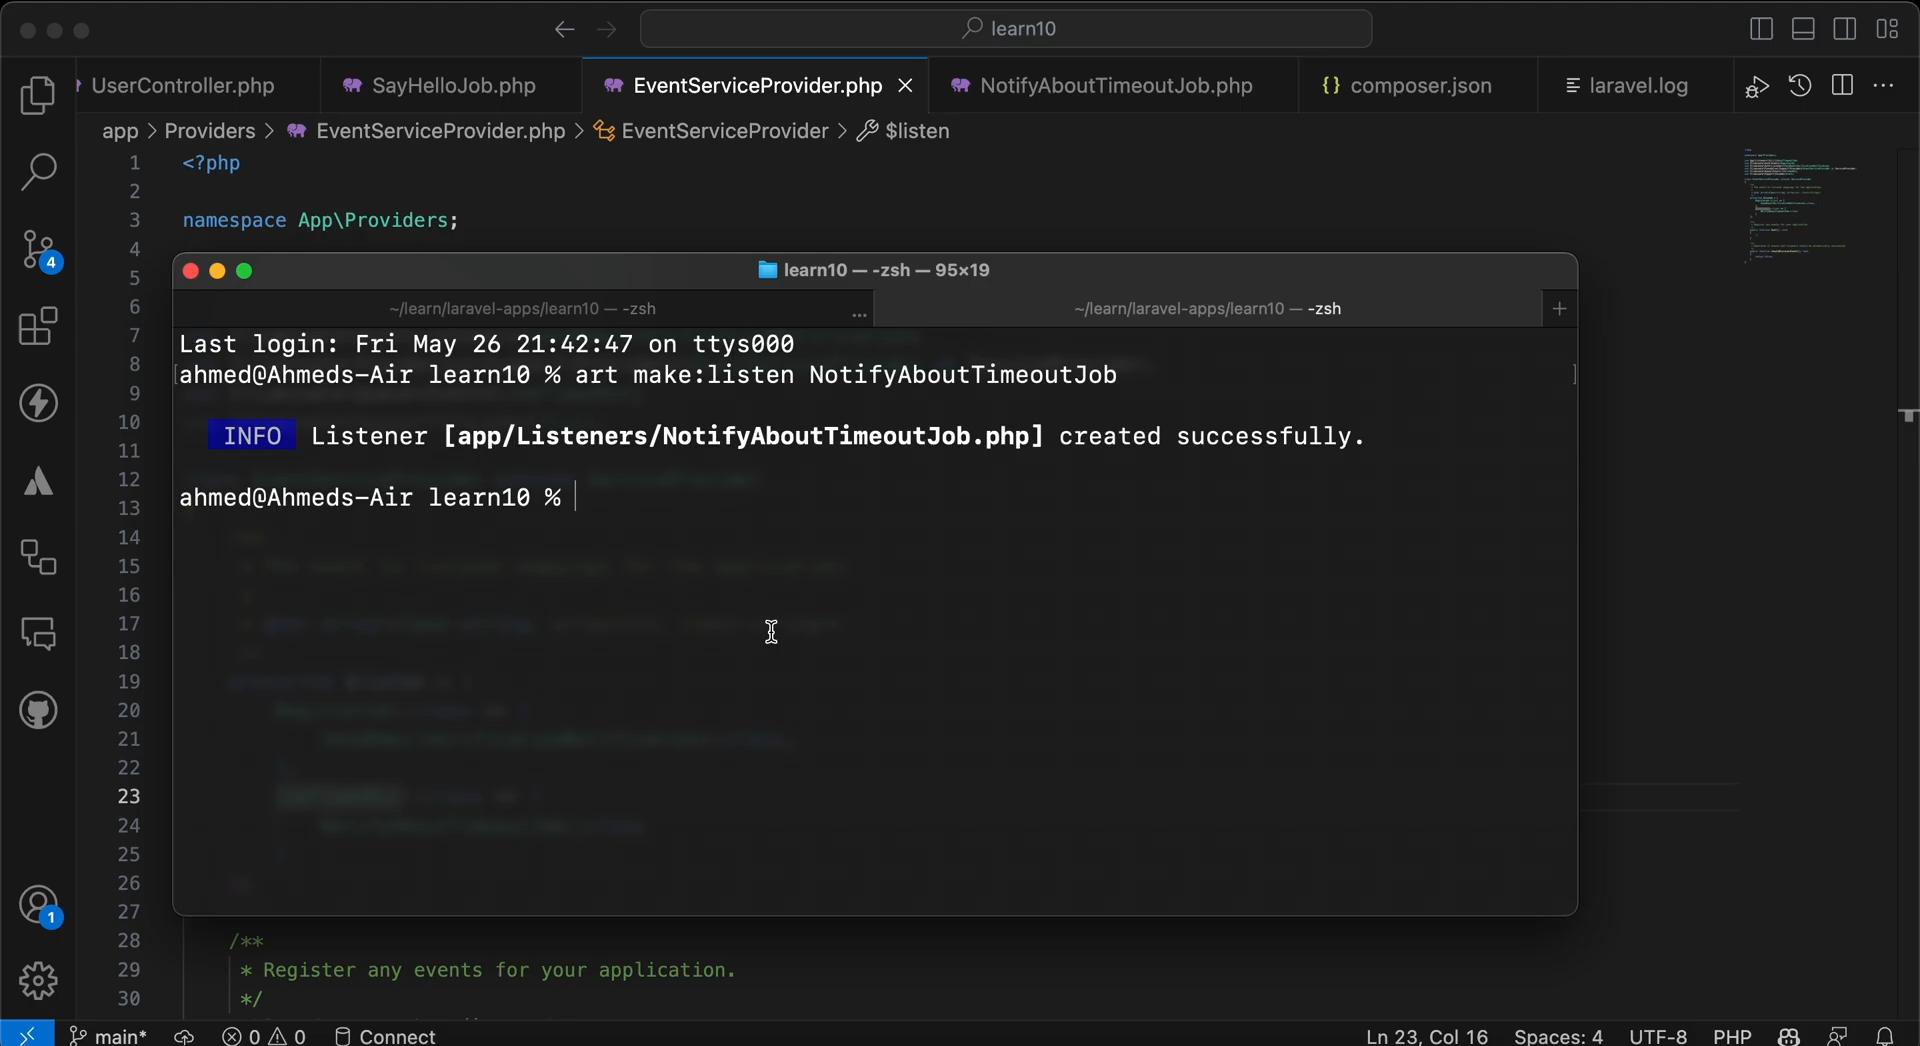 learn10
UserController.php
SayHelloJob.php
EventServiceProvider.php
NotifyAboutTimeoutJob.php
{} composer.json
laravel.log
app > Providers > EventServiceProvider.php > EventServiceProvider > $listen
1 <?php
2
3 namespace App\Providers;
4
5
6
7
8
9
10
11
12
13
14
15
16
17
18
19
20
21
22
23
24
25
26
27
28 /**
29 * Register any events for your application.
30 */
learn10 — -zsh — 95×19
~/learn/laravel-apps/learn10 — -zsh ...
~/learn/laravel-apps/learn10 — -zsh +
Last login: Fri May 26 21:42:47 on ttys000
[ahmed@Ahmeds-Air learn10 % art make:listen NotifyAboutTimeoutJob ]
INFO Listener [app/Listeners/NotifyAboutTimeoutJob.php] created successfully.
ahmed@Ahmeds-Air learn10 %
4
1
main* 0 0 Connect
Ln 23, Col 16 Spaces: 4 UTF-8 PHP